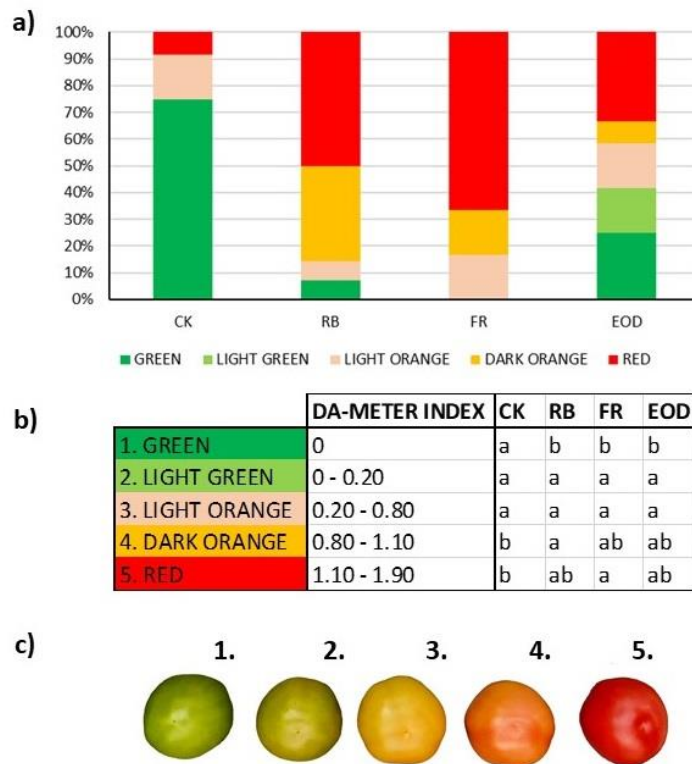 a)
100%
90%
80%
70%
60%
50%
40%
30%
20%
10%
0%
CK RB FR EOD
GREEN LIGHT GREEN LIGHT ORANGE DARK ORANGE RED
b)
DA-METER INDEX CK RB FR EOD
1. GREEN 0 a b b b
2. LIGHT GREEN 0 - 0.20 a a a a
3. LIGHT ORANGE 0.20 - 0.80 a a a a
4. DARK ORANGE 0.80 - 1.10 b a ab ab
5. RED 1.10 - 1.90 b ab a ab
c)
1. 2. 3. 4. 5.